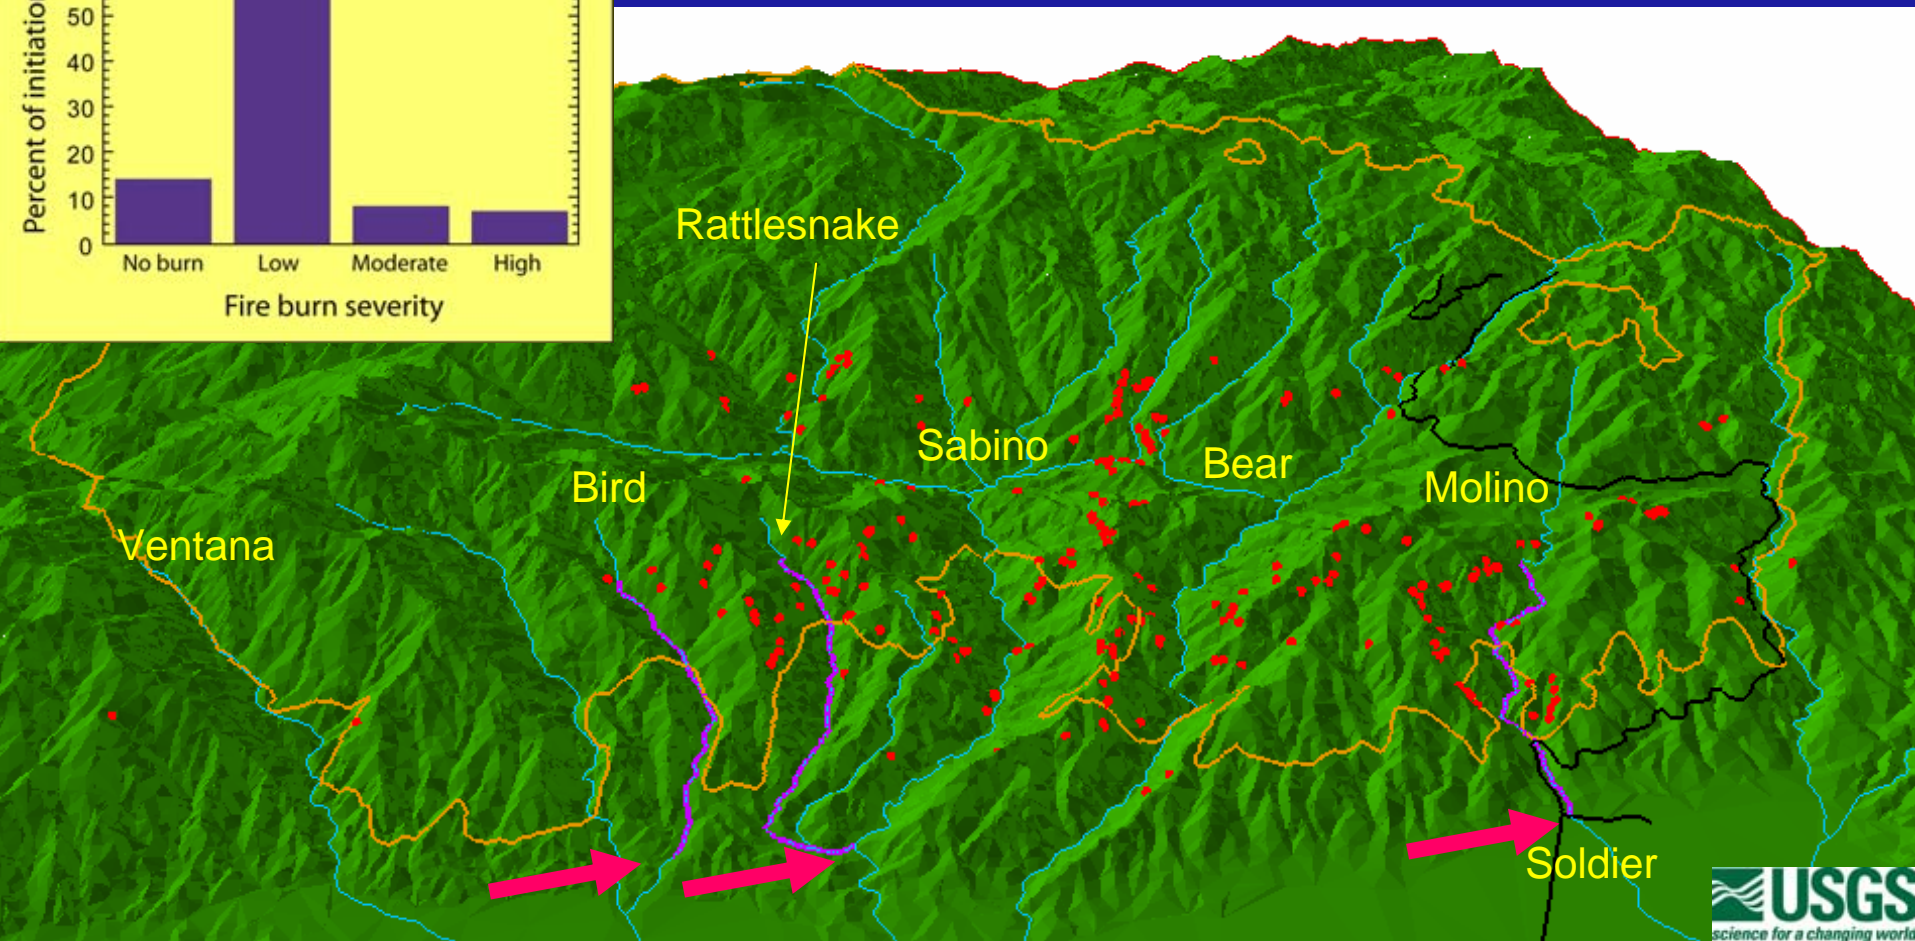 Percent of initiatio
50
40
30
20
10
0
No burn Low Moderate High
Fire burn severity
Rattlesnake
Sabino
Bear
Bird
Molino
Ventana
Soldier
USGS
science for a changing world